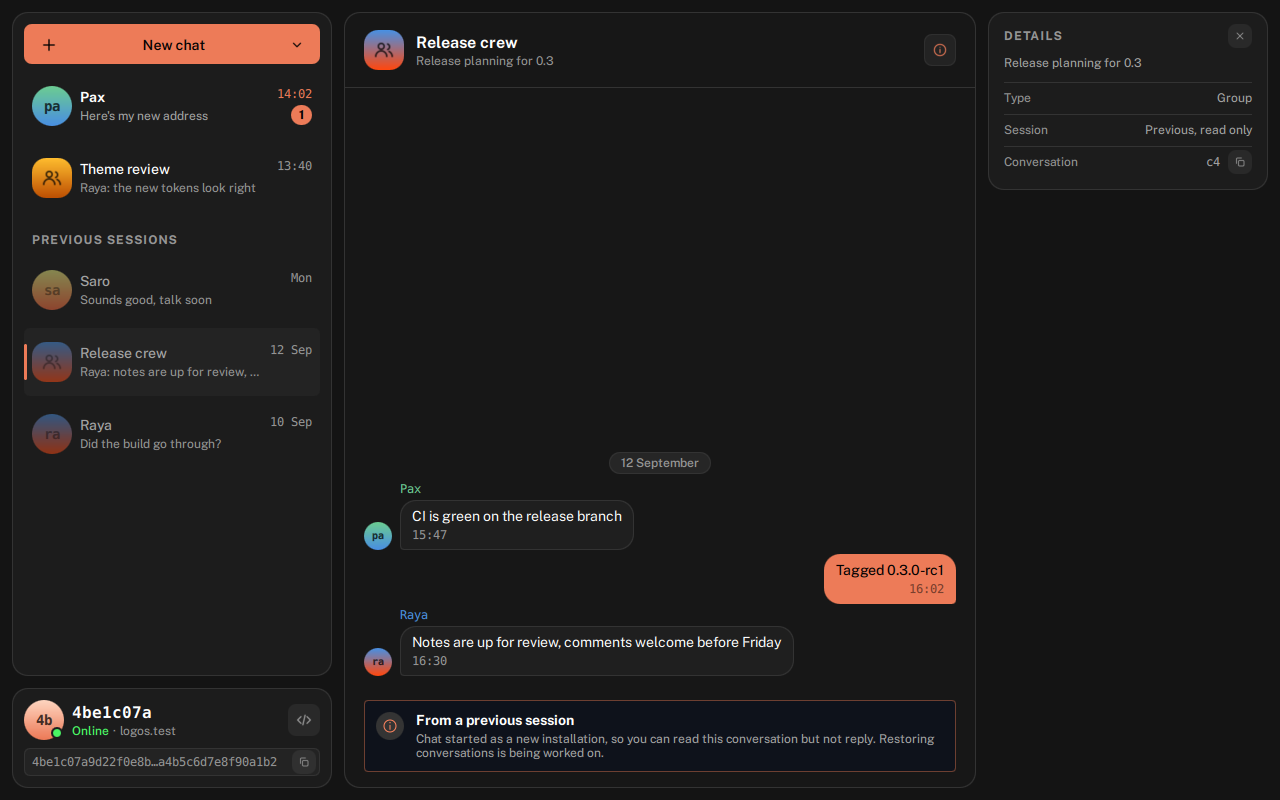 New chat
pa
Pax
14:02
Here's my new address
1
Theme review
13:40
Raya: the new tokens look right
PREVIOUS SESSIONS
sa
Saro
Mon
Sounds good, talk soon
Release crew
12 Sep
Raya: notes are up for review, …
ra
Raya
10 Sep
Did the build go through?
4b
4be1c07a
Online · logos.test
4be1c07a9d22f0e8b…a4b5c6d7e8f90a1b2
Release crew
Release planning for 0.3
12 September
Pax
pa
CI is green on the release branch
15:47
Tagged 0.3.0-rc1
16:02
Raya
ra
Notes are up for review, comments welcome before Friday
16:30
From a previous session
Chat started as a new installation, so you can read this conversation but not reply. Restoring
conversations is being worked on.
DETAILS
Release planning for 0.3
Type
Group
Session
Previous, read only
Conversation
c4